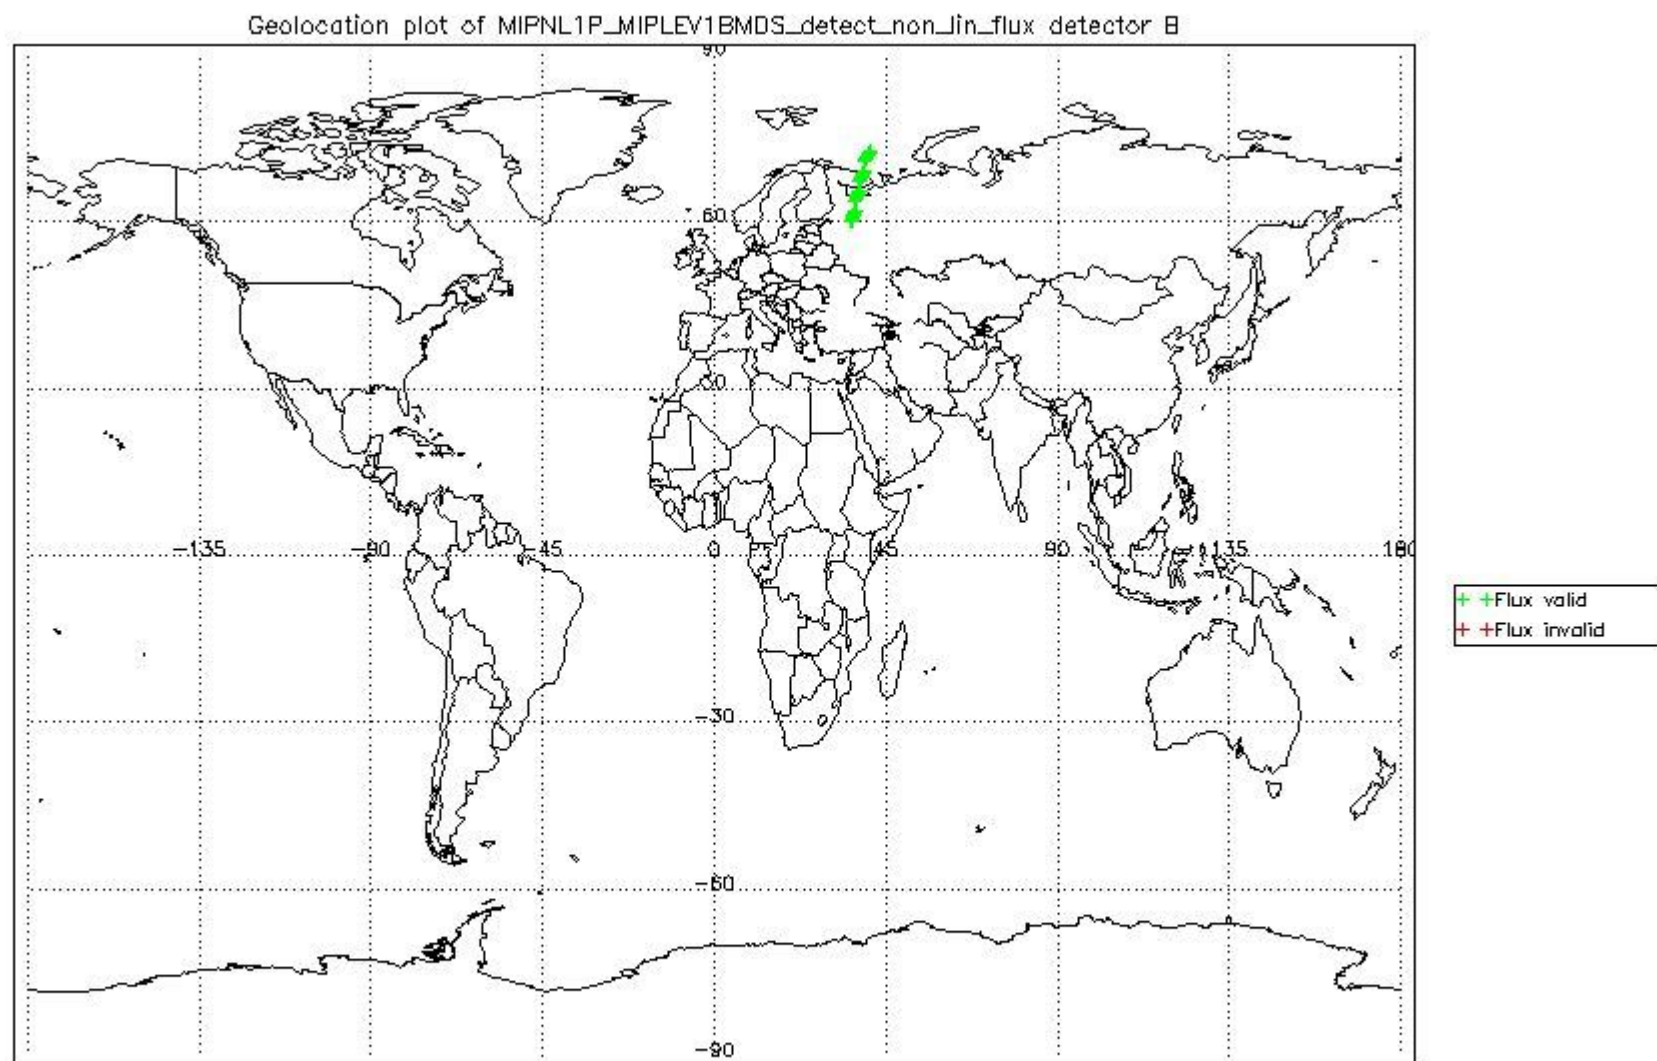 Geolocation plot of MIPNL1P_MIPLEV1BMDS_detect_non_lin_flux detector B
90
60
30
-135 -90 -45 0 45 90 135 180
-30
-60
-90
+ +Flux valid
+ +Flux invalid